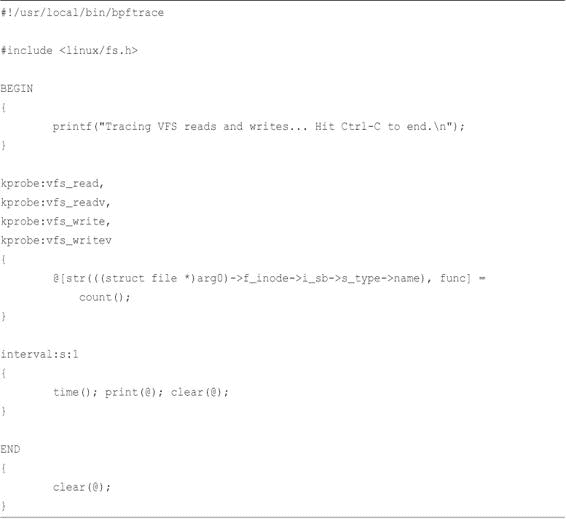 #!/usr/local/bin/bpftrace
#include <linux/fs.h>
BEGIN
{
        printf("Tracing VFS reads and writes... Hit Ctrl-C to end.\n");
}
kprobe:vfs_read,
kprobe:vfs_readv,
kprobe:vfs_write,
kprobe:vfs_writev
{
        @[str(((struct file *)arg0)->f_inode->i_sb->s_type->name), func] =
            count();
}
interval:s:1
{
        time(); print(@); clear(@);
}
END
{
        clear(@);
}